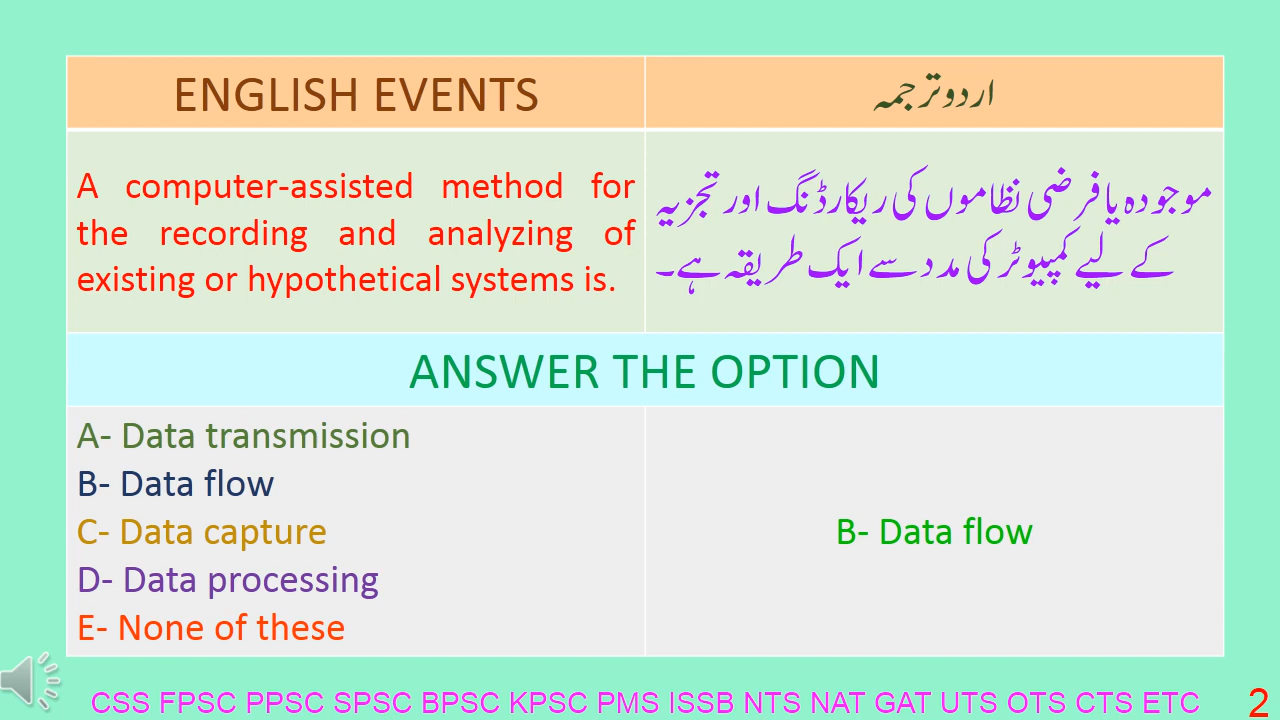 ENGLISH EVENTS
اردو ترجمہ
A computer-assisted method for
the recording and analyzing of
existing or hypothetical systems is.
موجودہ یا فرضی نظاموں کی ریکارڈنگ اور تجزیہ
کے لیے کمپیوٹر کی مدد سے ایک طریقہ ہے۔
ANSWER THE OPTION
A- Data transmission
B- Data flow
C- Data capture
D- Data processing
E- None of these
B- Data flow
CSS FPSC PPSC SPSC BPSC KPSC PMS ISSB NTS NAT GAT UTS OTS CTS ETC
2